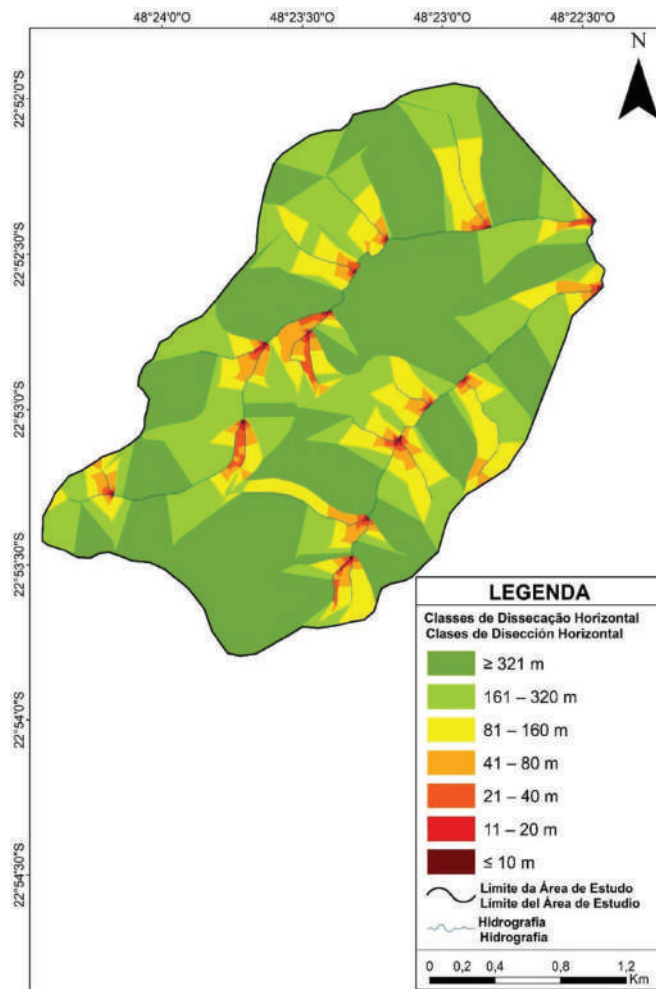 48°24'0"O 48°23'30"O 48°23'0"O 48°22'30"O
N
22°52'0"S
22°52'30"S
22°53'0"S
22°53'30"S
22°54'0"S
22°54'30"S
LEGENDA
Classes de Dissecação Horizontal
Clases de Disección Horizontal
≥ 321 m
161 – 320 m
81 – 160 m
41 – 80 m
21 – 40 m
11 – 20 m
≤ 10 m
Límite da Área de Estudo
Límite del Área de Estudio
Hidrografia
Hidrografia
0 0,2 0,4 0,8 1,2
Km